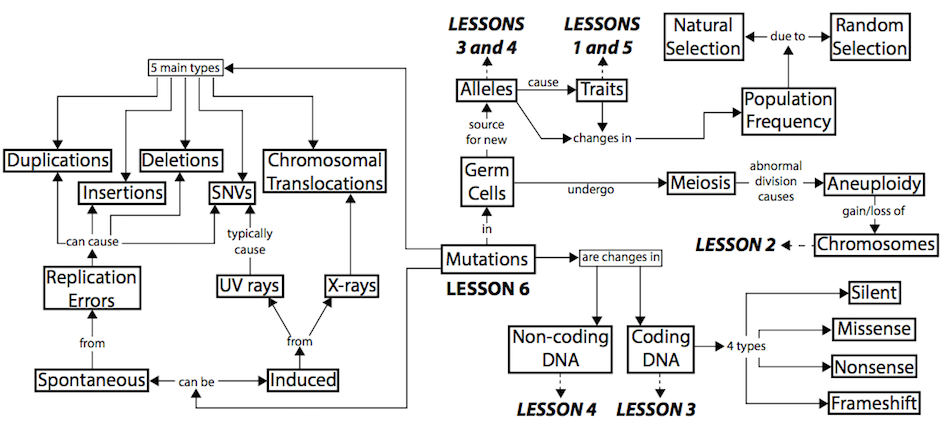 LESSONS
3 and 4
LESSONS
1 and 5
Natural
Selection
due to
Random
Selection
5 main types
Alleles
cause
Traits
Population
Frequency
source
for new
changes in
Duplications
Deletions
Chromosomal
Translocations
Insertions
SNVs
Germ
Cells
undergo
Meiosis
abnormal
division
causes
Aneuploidy
gain/loss of
can cause
typically
cause
in
LESSON 2
Chromosomes
Mutations
LESSON 6
are changes in
Replication
Errors
UV rays
X-rays
Silent
Non-coding
DNA
Coding
DNA
4 types
Missense
Nonsense
Frameshift
from
from
Spontaneous
can be
Induced
LESSON 4
LESSON 3